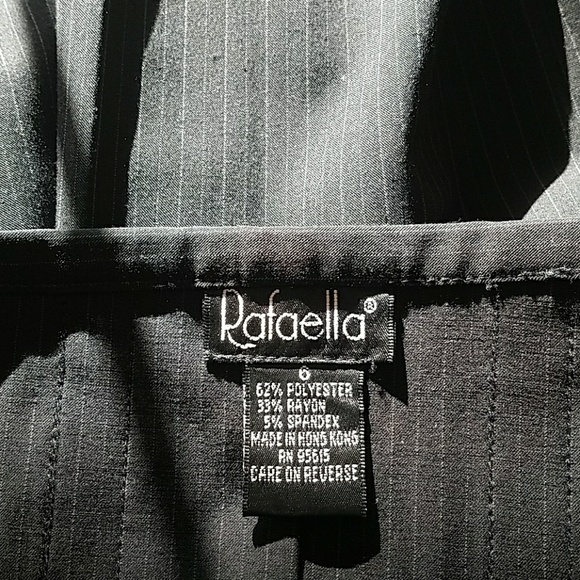 Rafaella®
6
62% POLYESTER
33% RAYON
5% SPANDEX
MADE IN HONG KONG
RN 95615
CARE ON REVERSE